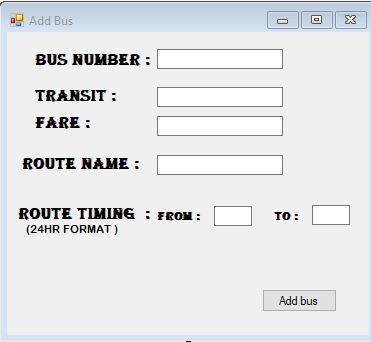 Add Bus
BUS NUMBER :
TRANSIT :
FARE :
ROUTE NAME :
ROUTE TIMING : FROM : TO :
(24HR FORMAT )
Add bus